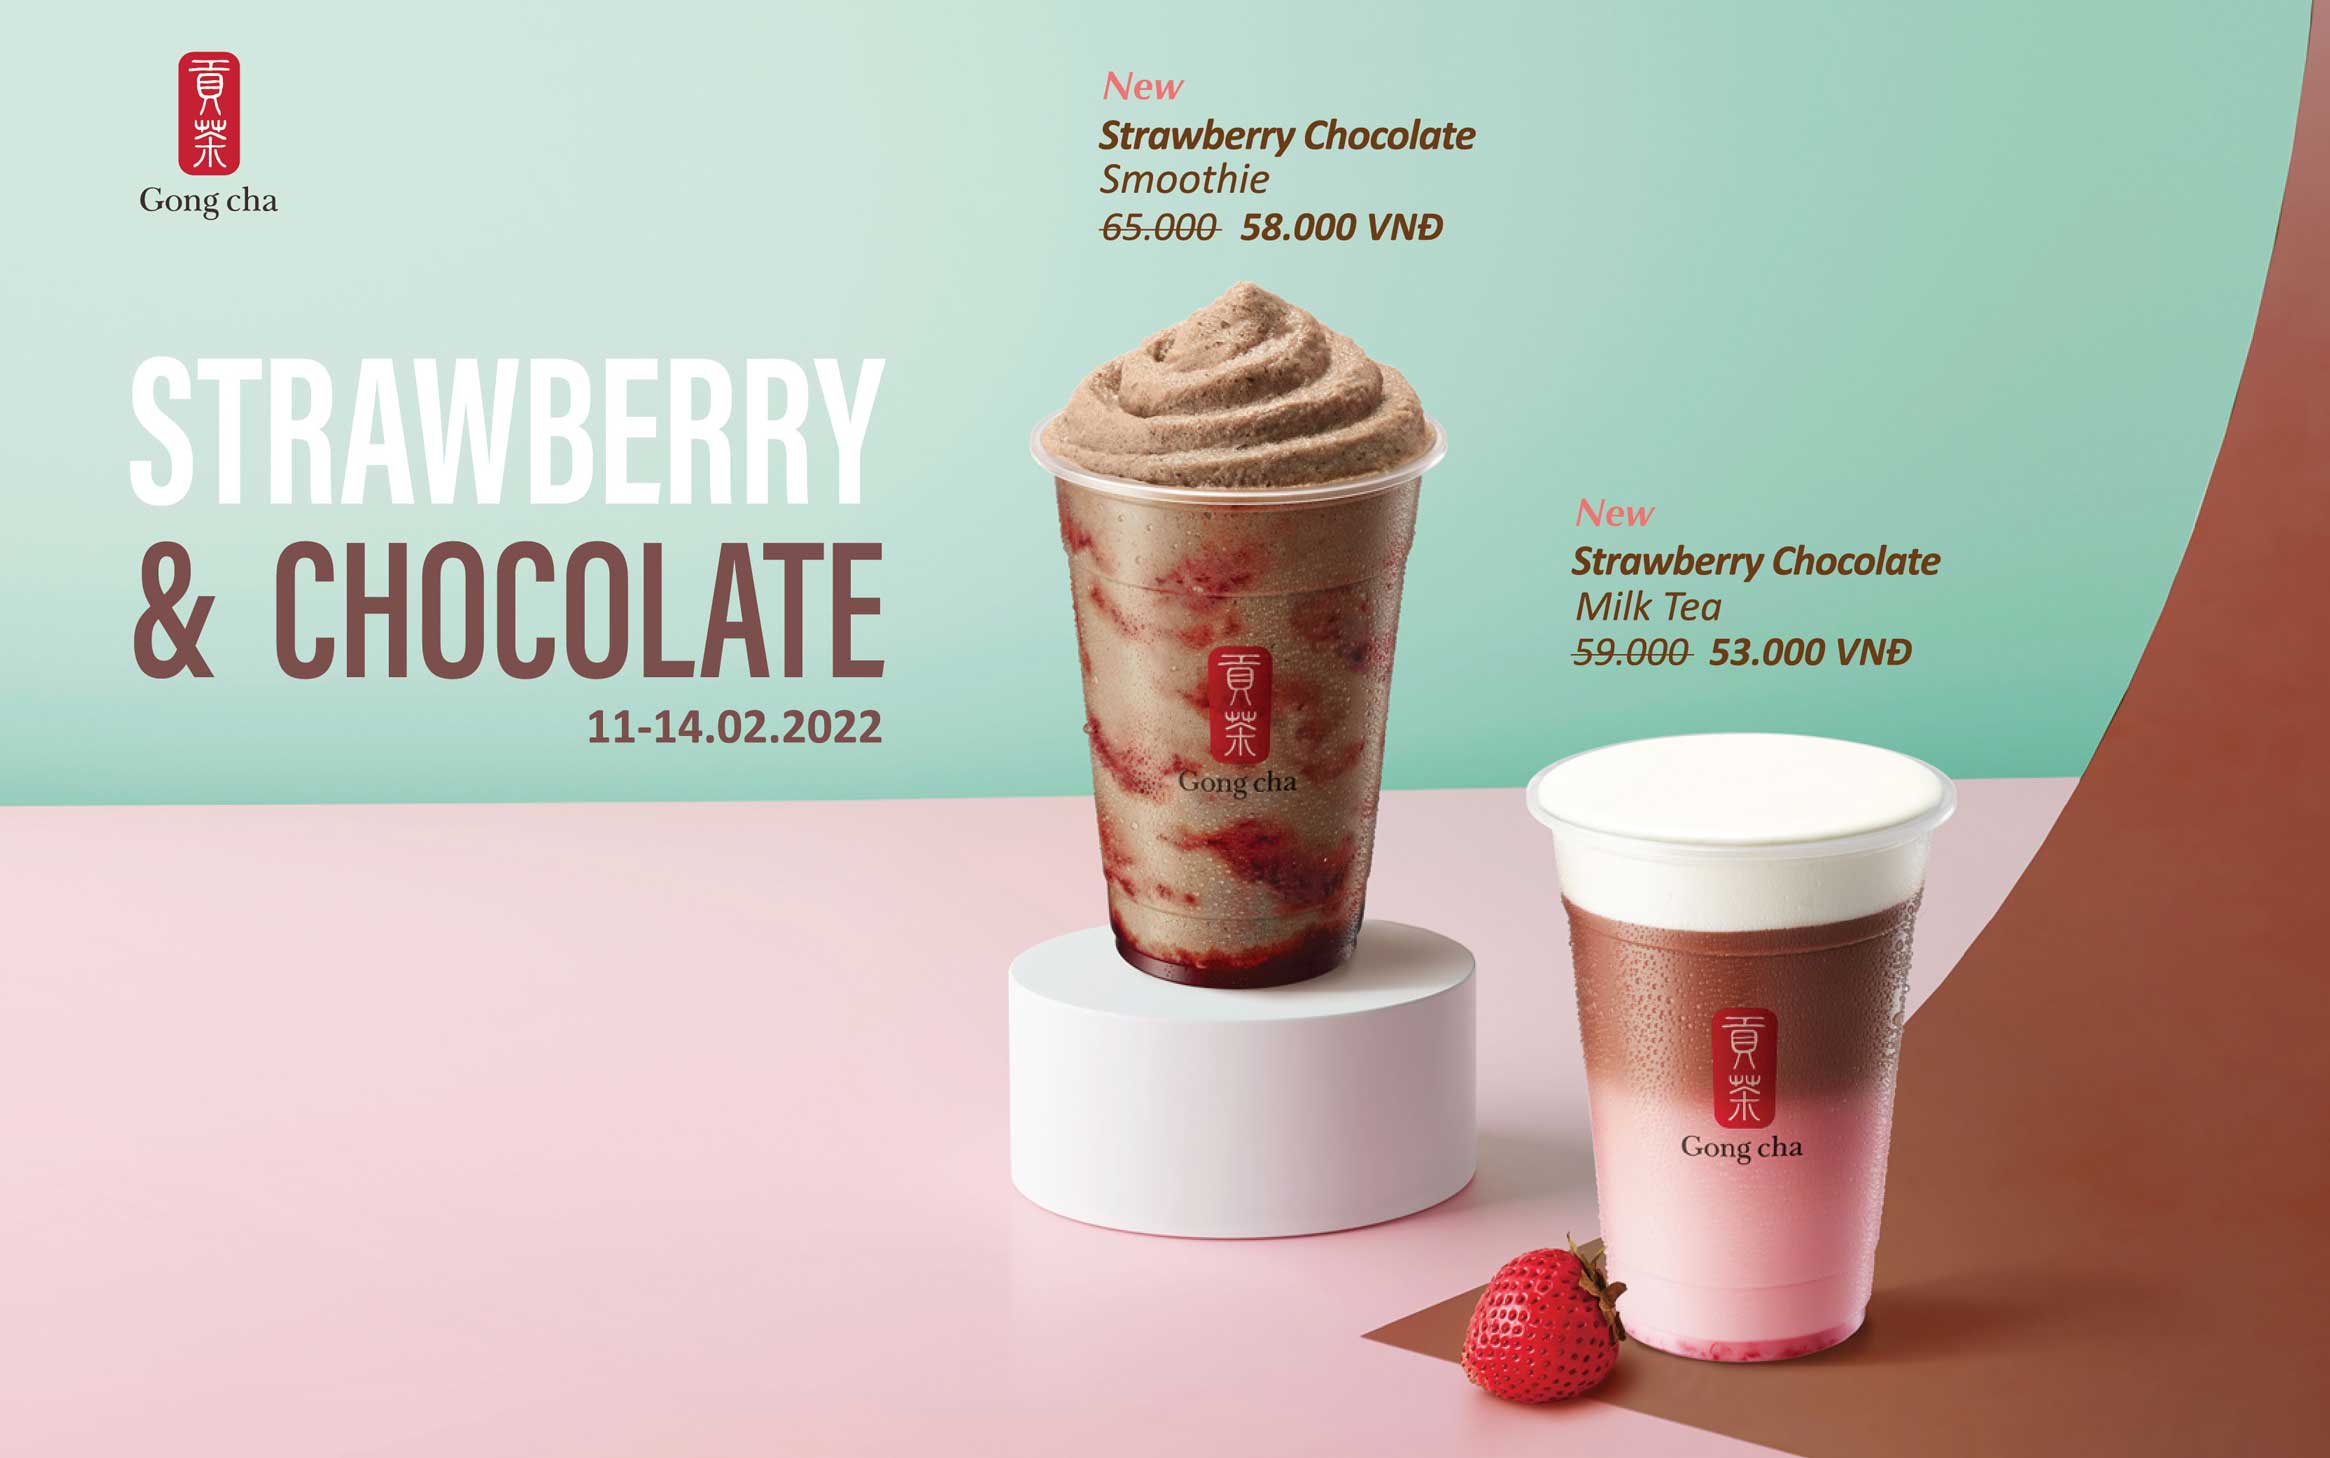 貢茶
Gong cha
STRAWBERRY
& CHOCOLATE
11-14.02.2022
New
Strawberry Chocolate
Smoothie
65.000 58.000 VNĐ
貢茶
Gong cha
New
Strawberry Chocolate
Milk Tea
59.000 53.000 VNĐ
貢茶
Gong cha